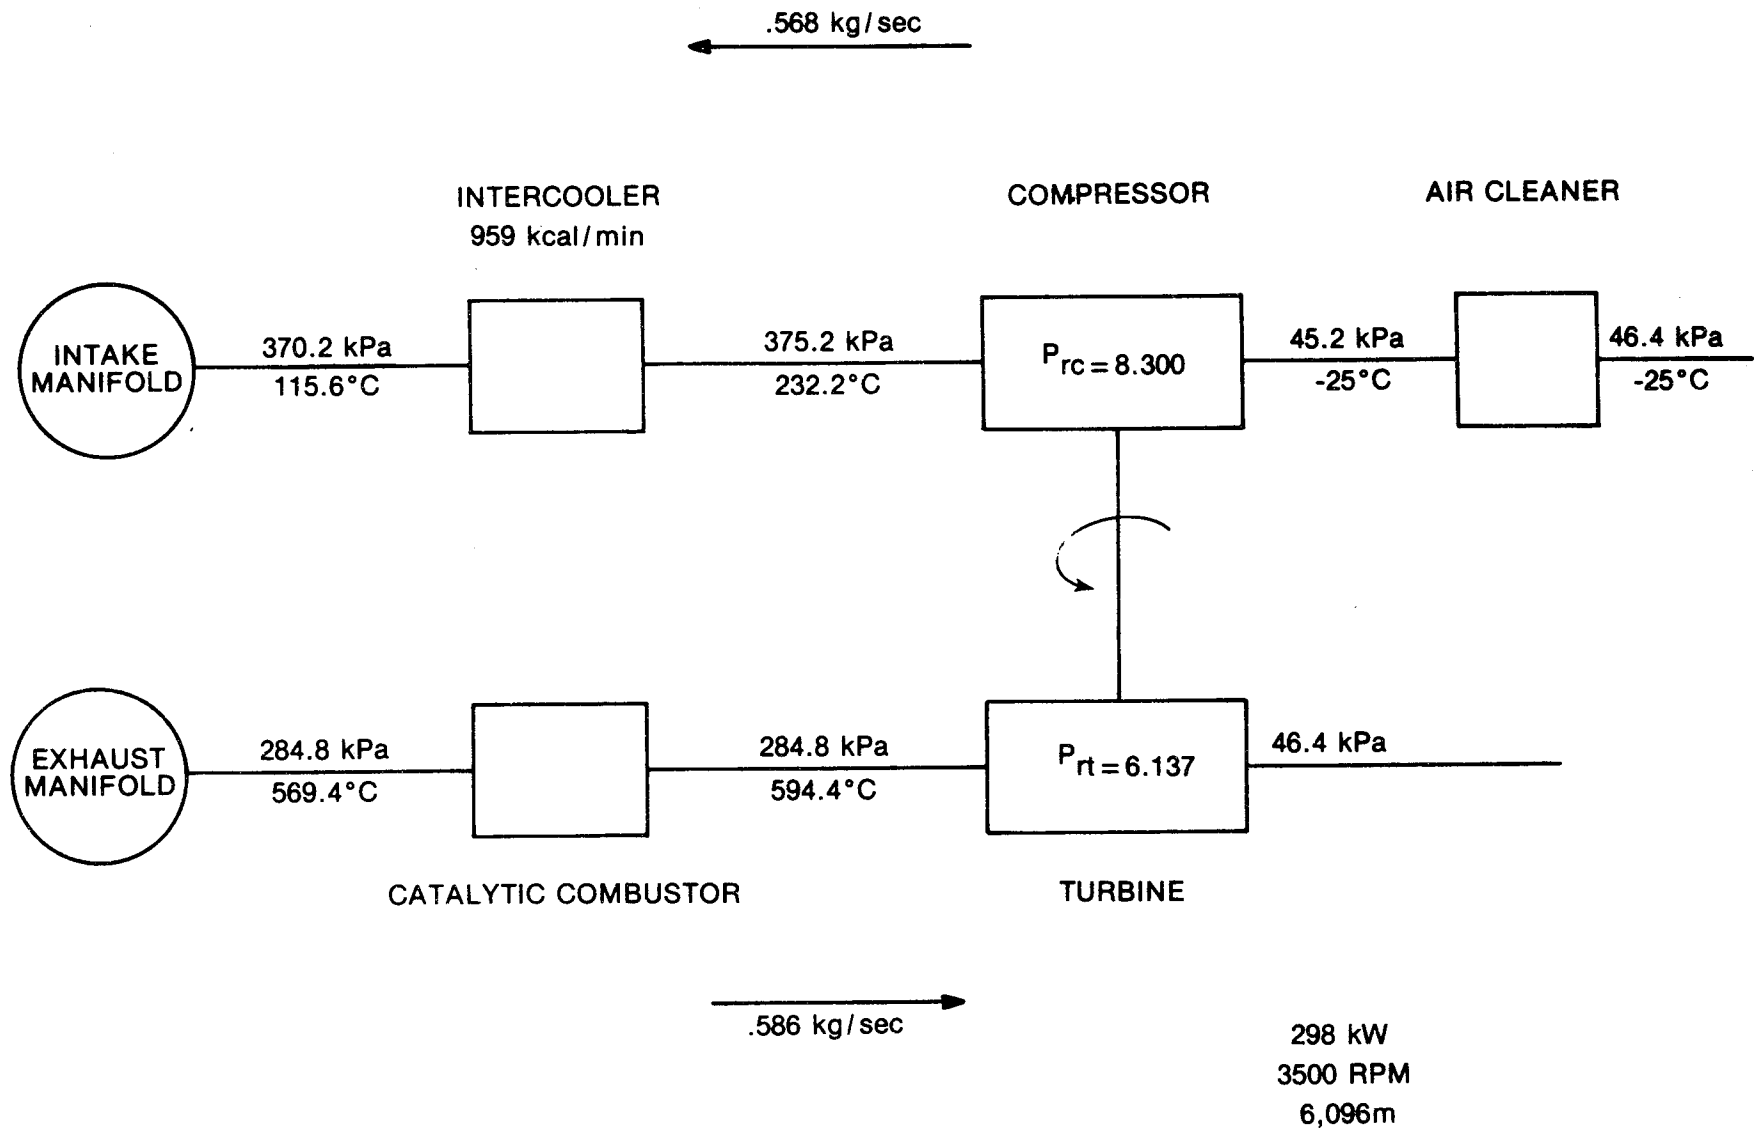 .568 kg/sec
INTERCOOLER
959 kcal/min
COMPRESSOR
AIR CLEANER
INTAKE
MANIFOLD
370.2 kPa
115.6°C
375.2 kPa
232.2°C
Prc = 8.300
45.2 kPa
-25°C
46.4 kPa
-25°C
EXHAUST
MANIFOLD
284.8 kPa
569.4°C
284.8 kPa
594.4°C
Prt = 6.137
46.4 kPa
CATALYTIC COMBUSTOR
TURBINE
.586 kg/sec
298 kW
3500 RPM
6,096m